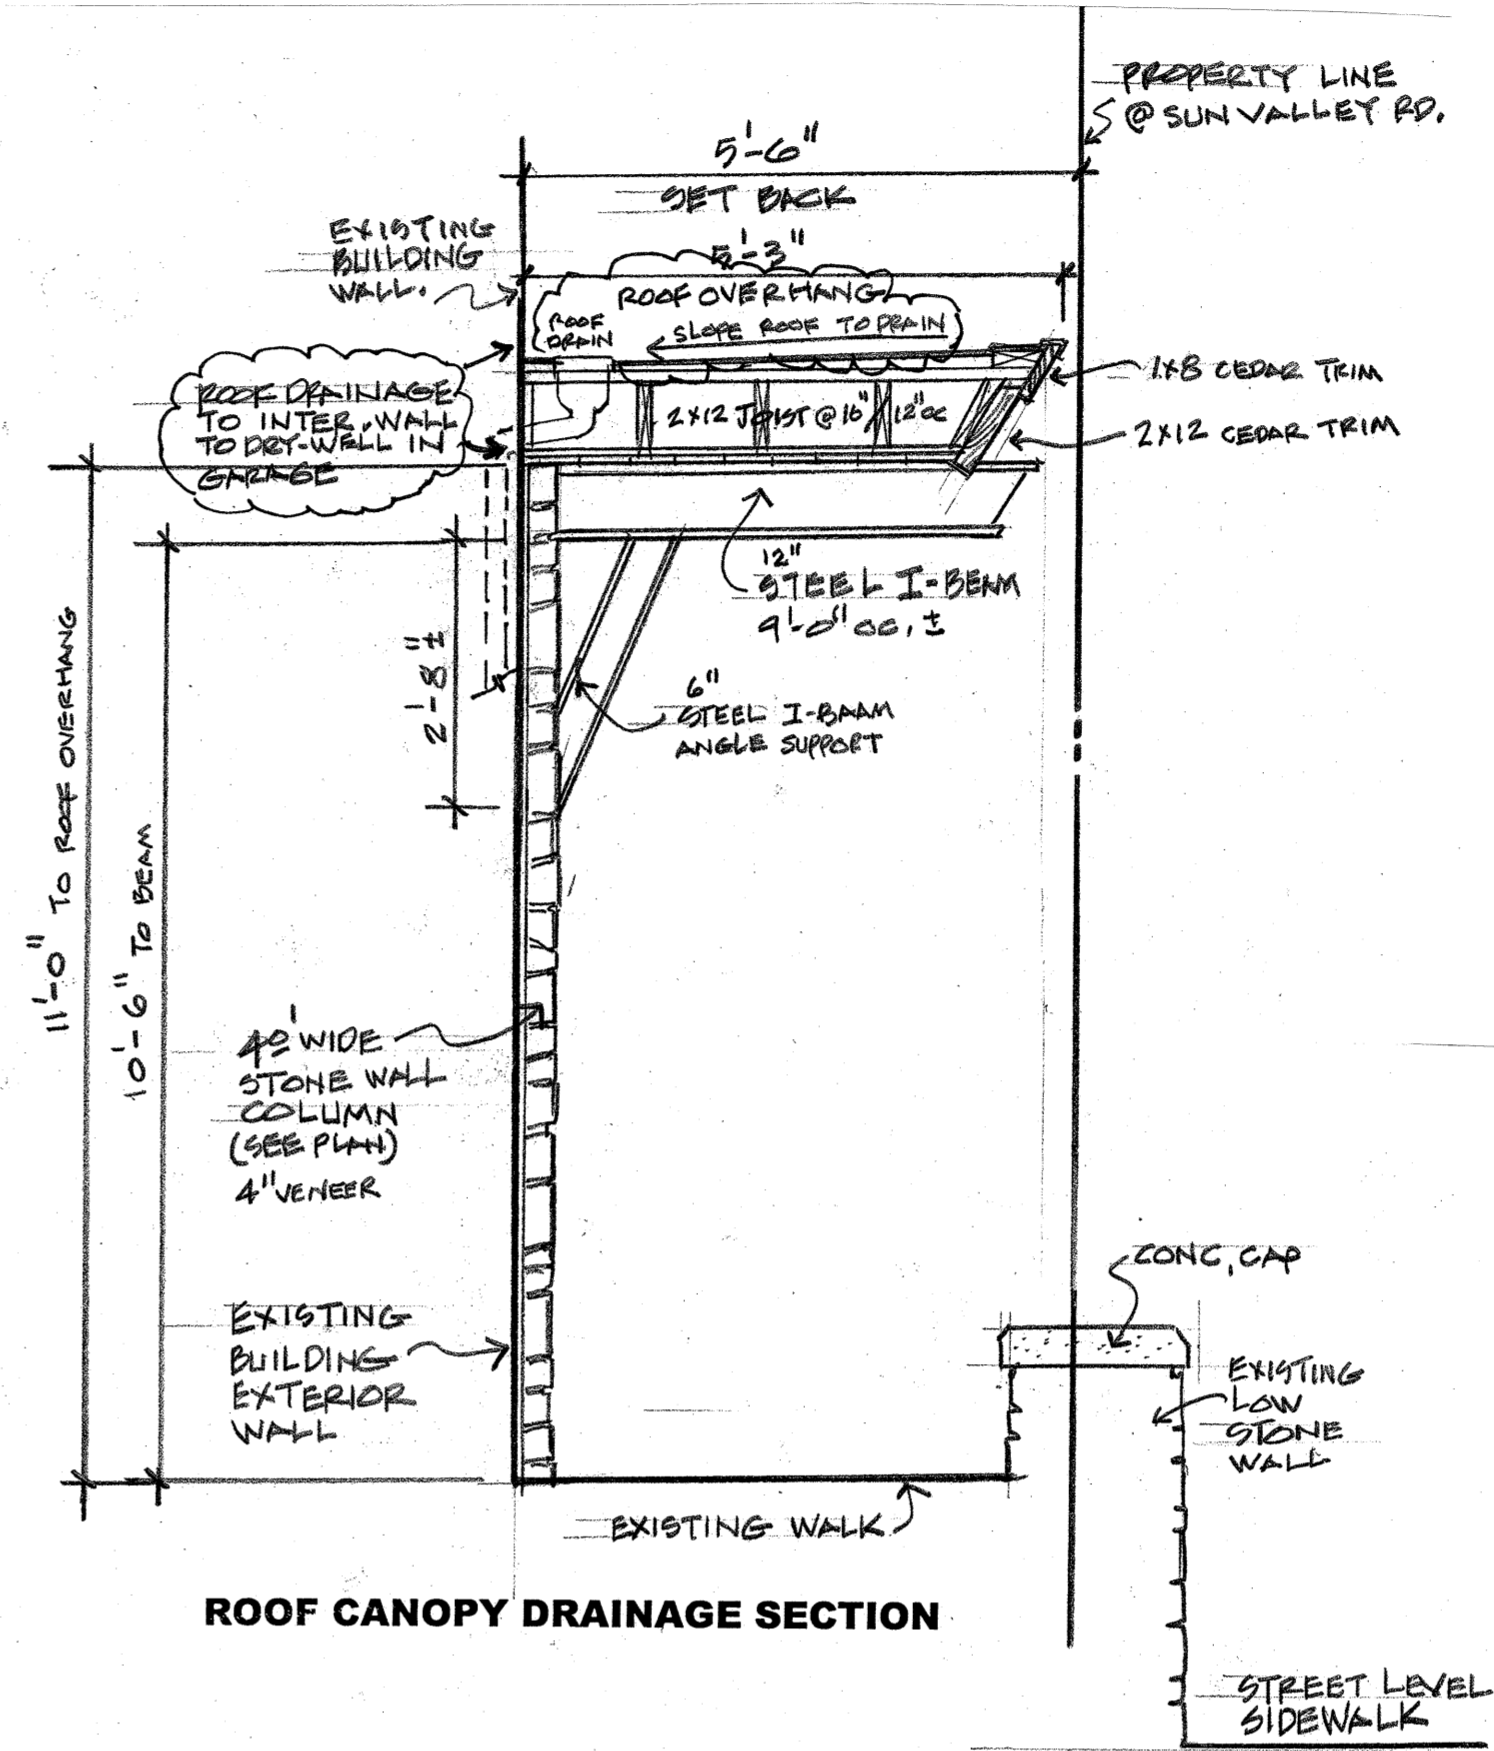 PROPERTY LINE
@ SUN VALLEY RD.
5'-6"
SET BACK
EXISTING
BUILDING
WALL.
5'-3"
ROOF OVERHANG
ROOF
DRAIN
SLOPE ROOF TO DRAIN
ROOF DRAINAGE
TO INTER. WALL
TO DRY-WELL IN
GARAGE
2X12 JOIST @ 16"/12"OC
1X8 CEDAR TRIM
2X12 CEDAR TRIM
12"
STEEL I-BEAM
9'-0" OC, ±
2'-8"±
6"
STEEL I-BAAM
ANGLE SUPPORT
11'-0" TO ROOF OVERHANG
10'-6" TO BEAM
4'0 WIDE
STONE WALL
COLUMN
(SEE PLAN)
4" VENEER
CONC, CAP
EXISTING
BUILDING
EXTERIOR
WALL
EXISTING
LOW
STONE
WALL
EXISTING WALK
ROOF CANOPY DRAINAGE SECTION
STREET LEVEL
SIDEWALK